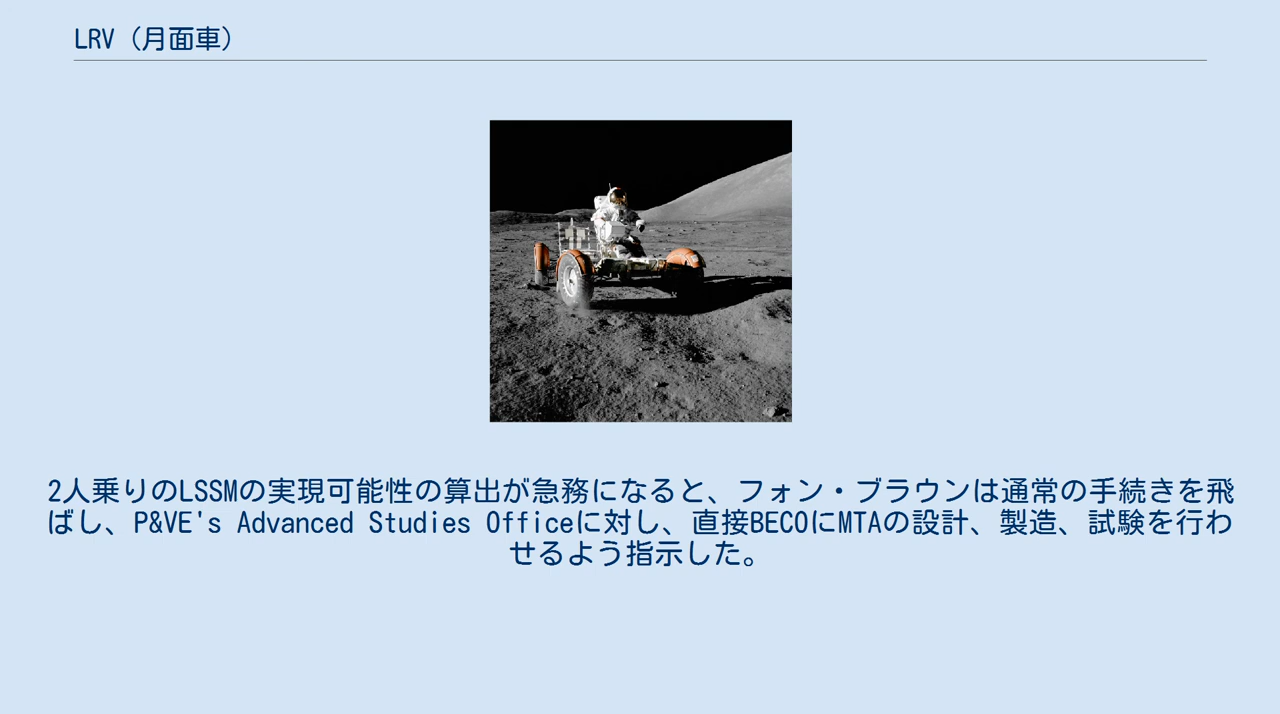 LRV（月面車）
2人乗りのLSSMの実現可能性の算出が急務になると、フォン・ブラウンは通常の手続きを飛
ばし、P&VE's Advanced Studies Officeに対し、直接BECOにMTAの設計、製造、試験を行わ
せるよう指示した。